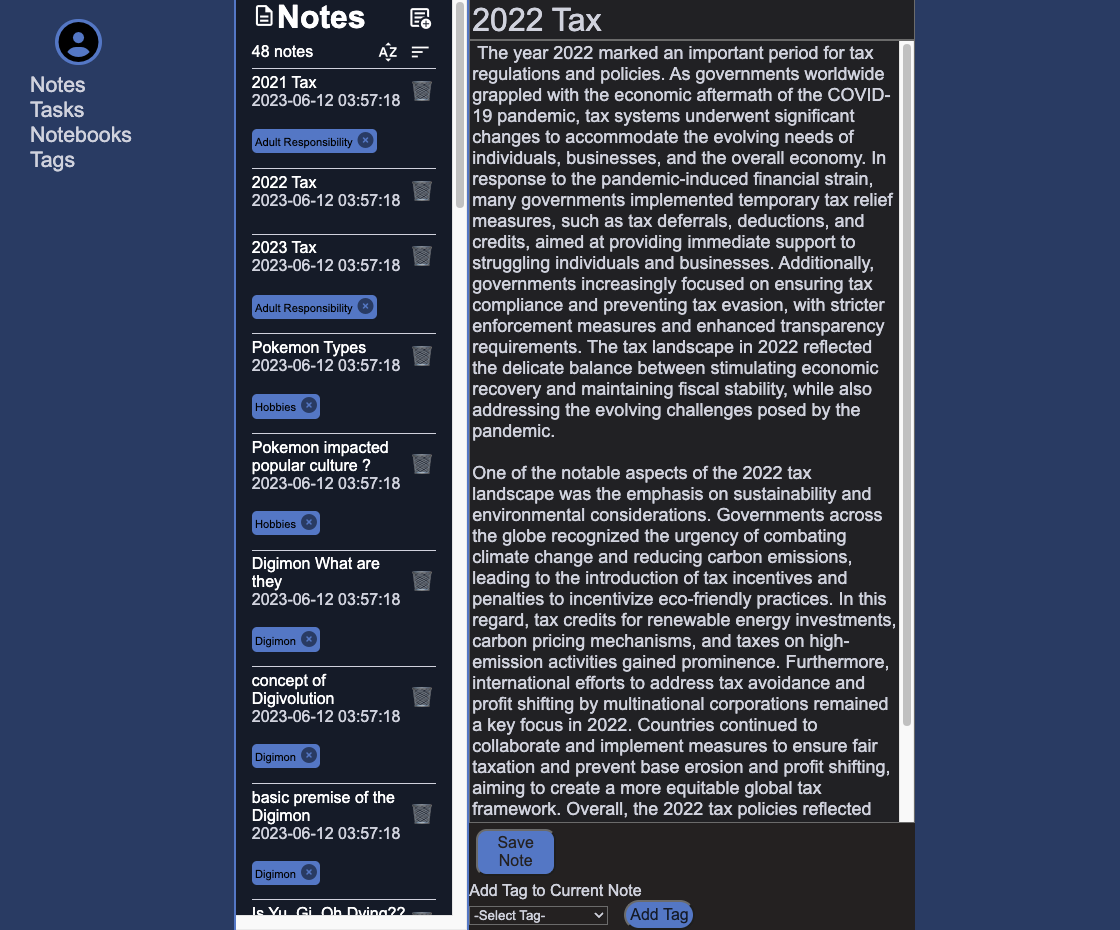 Notes
Tasks
Notebooks
Tags
Notes
48 notes
AZ
2021 Tax
2023-06-12 03:57:18
Adult Responsibility
2022 Tax
2023-06-12 03:57:18
2023 Tax
2023-06-12 03:57:18
Adult Responsibility
Pokemon Types
2023-06-12 03:57:18
Hobbies
Pokemon impacted
popular culture ?
2023-06-12 03:57:18
Hobbies
Digimon What are
they
2023-06-12 03:57:18
Digimon
concept of
Digivolution
2023-06-12 03:57:18
Digimon
basic premise of the
Digimon
2023-06-12 03:57:18
Digimon
Is Yu. Gi. Oh Dying??
2022 Tax
The year 2022 marked an important period for tax
regulations and policies. As governments worldwide
grappled with the economic aftermath of the COVID-
19 pandemic, tax systems underwent significant
changes to accommodate the evolving needs of
individuals, businesses, and the overall economy. In
response to the pandemic-induced financial strain,
many governments implemented temporary tax relief
measures, such as tax deferrals, deductions, and
credits, aimed at providing immediate support to
struggling individuals and businesses. Additionally,
governments increasingly focused on ensuring tax
compliance and preventing tax evasion, with stricter
enforcement measures and enhanced transparency
requirements. The tax landscape in 2022 reflected
the delicate balance between stimulating economic
recovery and maintaining fiscal stability, while also
addressing the evolving challenges posed by the
pandemic.
One of the notable aspects of the 2022 tax
landscape was the emphasis on sustainability and
environmental considerations. Governments across
the globe recognized the urgency of combating
climate change and reducing carbon emissions,
leading to the introduction of tax incentives and
penalties to incentivize eco-friendly practices. In this
regard, tax credits for renewable energy investments,
carbon pricing mechanisms, and taxes on high-
emission activities gained prominence. Furthermore,
international efforts to address tax avoidance and
profit shifting by multinational corporations remained
a key focus in 2022. Countries continued to
collaborate and implement measures to ensure fair
taxation and prevent base erosion and profit shifting,
aiming to create a more equitable global tax
framework. Overall, the 2022 tax policies reflected
Save
Note
Add Tag to Current Note
-Select Tag-
Add Tag